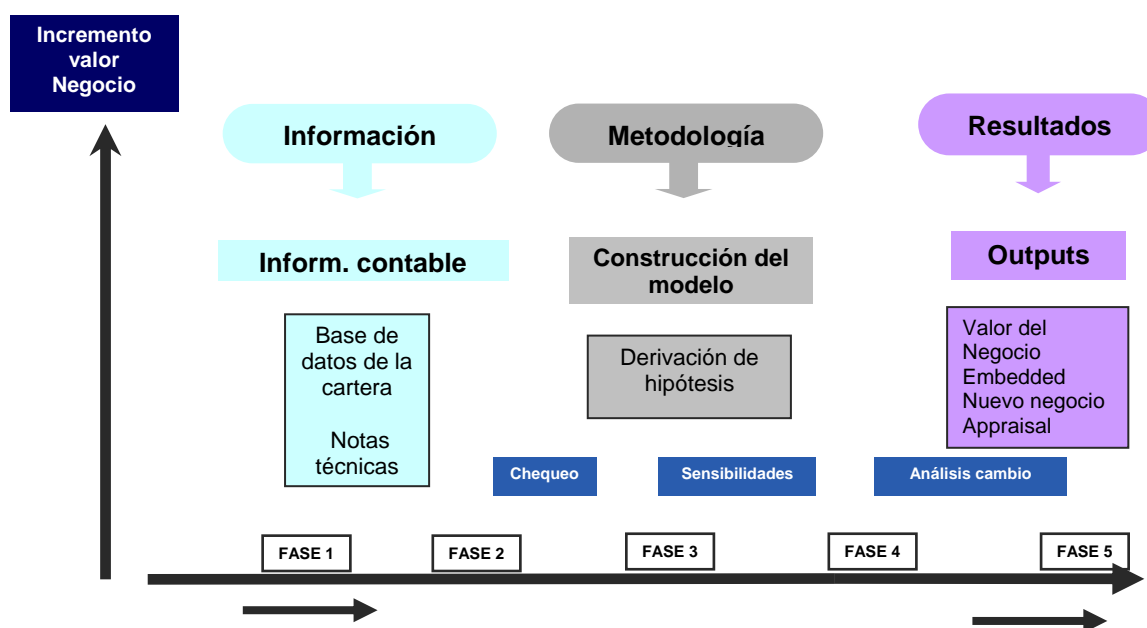 Incremento
valor
Negocio
Información
Metodología
Resultados
Inform. contable
Construcción del
modelo
Outputs
Base de
datos de la
cartera
Notas
técnicas
Derivación de
hipótesis
Valor del
Negocio
Embedded
Nuevo negocio
Appraisal
Chequeo
Sensibilidades
Análisis cambio
FASE 1
FASE 2
FASE 3
FASE 4
FASE 5